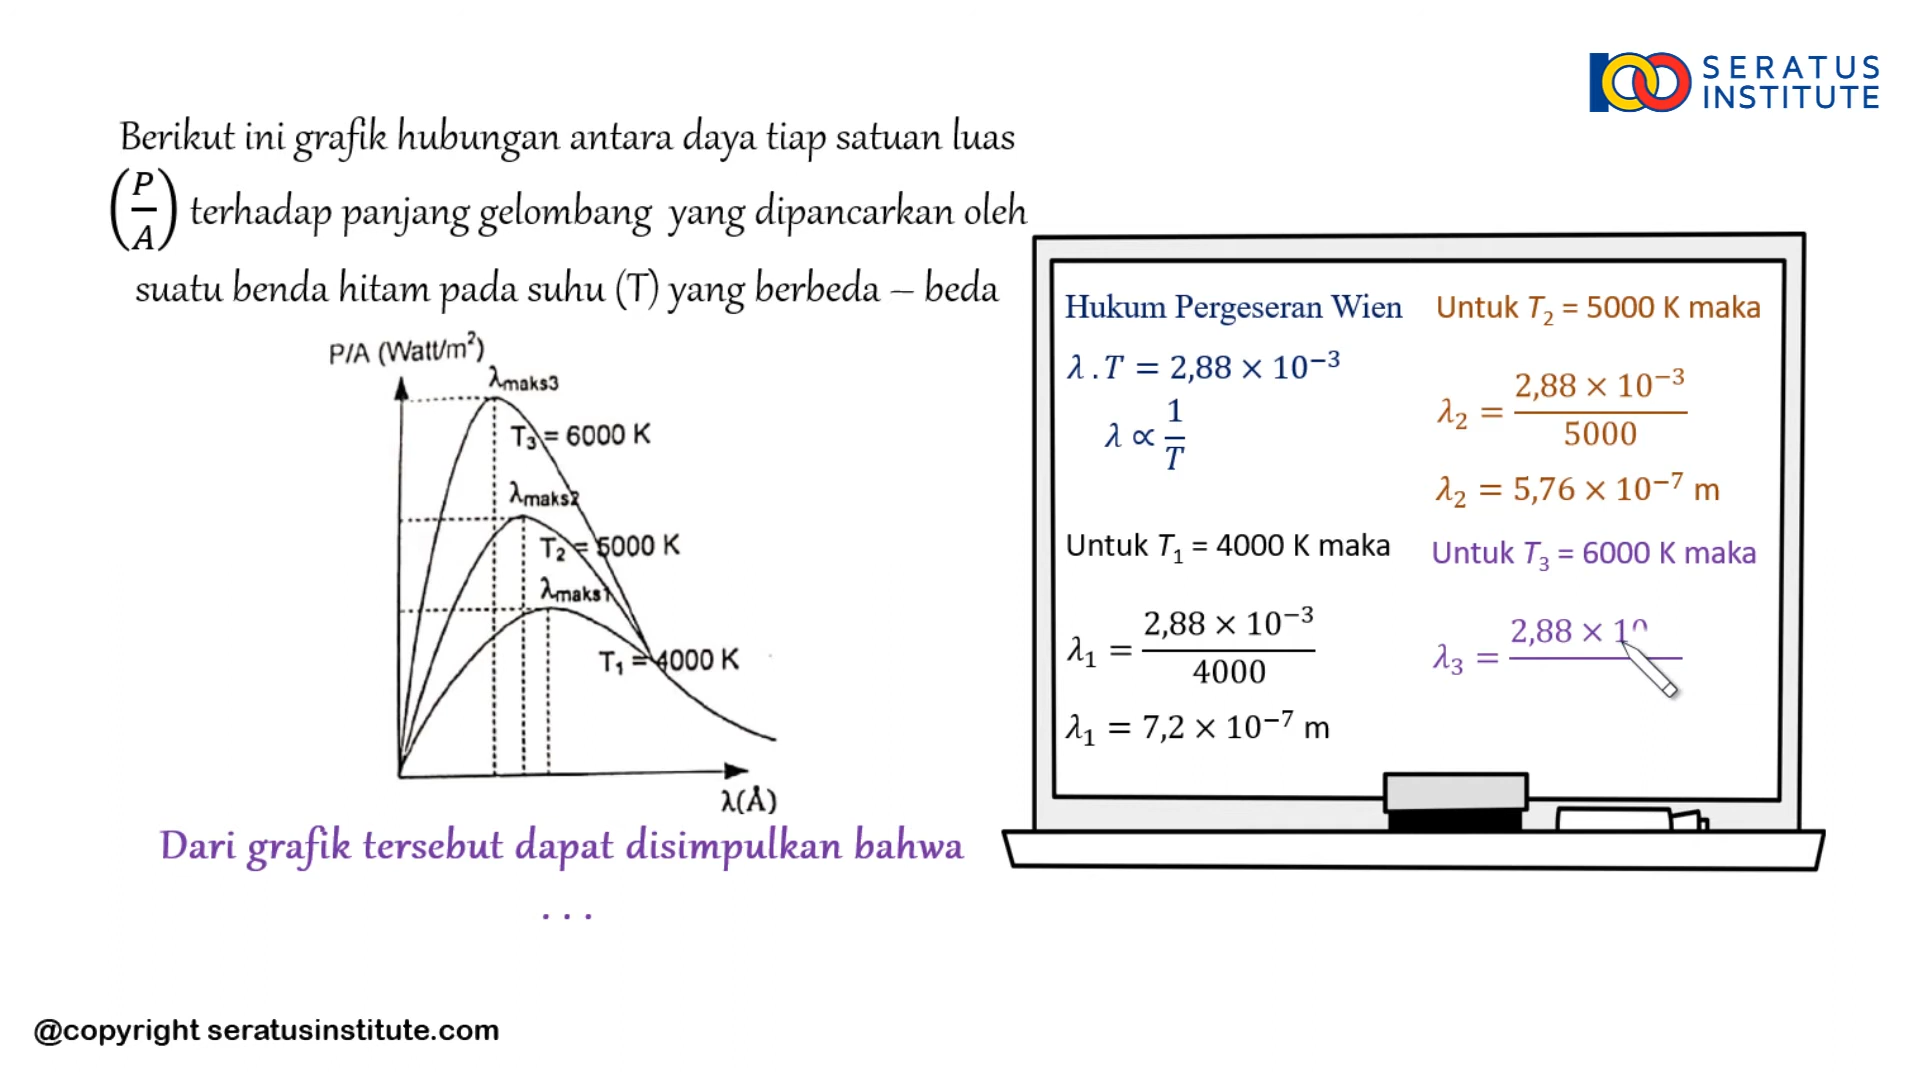 SERATUS
INSTITUTE
Berikut ini grafik hubungan antara daya tiap satuan luas
(P/A) terhadap panjang gelombang yang dipancarkan oleh
suatu benda hitam pada suhu (T) yang berbeda – beda
P/A (Watt/m²)
λmaks3
T₃ = 6000 K
λmaks2
T₂ = 5000 K
λmaks1
T₁ = 4000 K
λ(Å)
Dari grafik tersebut dapat disimpulkan bahwa
. . .
Hukum Pergeseran Wien
λ . T = 2,88 × 10⁻³
λ ∝ 1/T
Untuk T₁ = 4000 K maka
λ₁ = 2,88 × 10⁻³ / 4000
λ₁ = 7,2 × 10⁻⁷ m
Untuk T₂ = 5000 K maka
λ₂ = 2,88 × 10⁻³ / 5000
λ₂ = 5,76 × 10⁻⁷ m
Untuk T₃ = 6000 K maka
λ₃ = 2,88 × 1
@copyright seratusinstitute.com